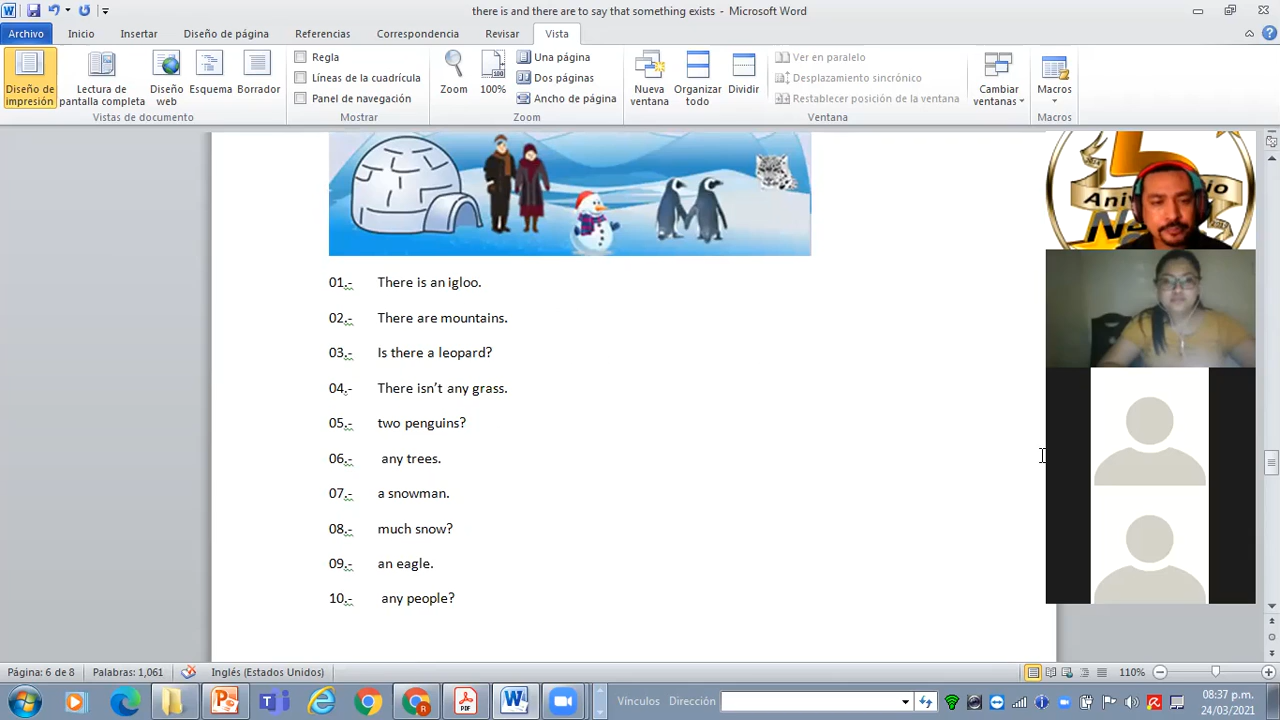 there is and there are to say that something exists - Microsoft Word
Archivo Inicio Insertar Diseño de página Referencias Correspondencia Revisar Vista
Diseño de impresión
Lectura de pantalla completa
Diseño web
Esquema
Borrador
Vistas de documento
Regla
Líneas de la cuadrícula
Panel de navegación
Mostrar
Zoom
100%
Una página
Dos páginas
Ancho de página
Zoom
Nueva ventana
Organizar todo
Dividir
Ver en paralelo
Desplazamiento sincrónico
Restablecer posición de la ventana
Ventana
Cambiar ventanas
Macros
Macros
01.- There is an igloo.
02.- There are mountains.
03.- Is there a leopard?
04.- There isn’t any grass.
05.- two penguins?
06.- any trees.
07.- a snowman.
08.- much snow?
09.- an eagle.
10.- any people?
Página: 6 de 8 Palabras: 1,061 Inglés (Estados Unidos) 110%
Vínculos Dirección
08:37 p.m.
24/03/2021